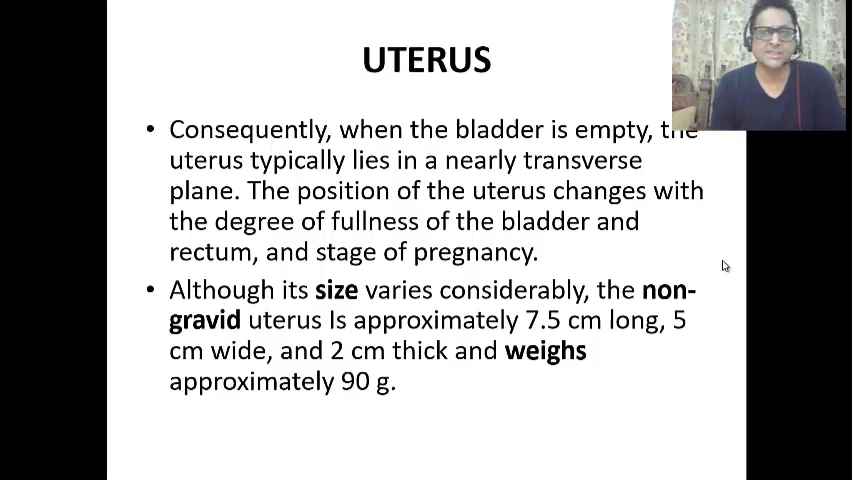 UTERUS
• Consequently, when the bladder is empty, the
uterus typically lies in a nearly transverse
plane. The position of the uterus changes with
the degree of fullness of the bladder and
rectum, and stage of pregnancy.
• Although its size varies considerably, the non-
gravid uterus Is approximately 7.5 cm long, 5
cm wide, and 2 cm thick and weighs
approximately 90 g.